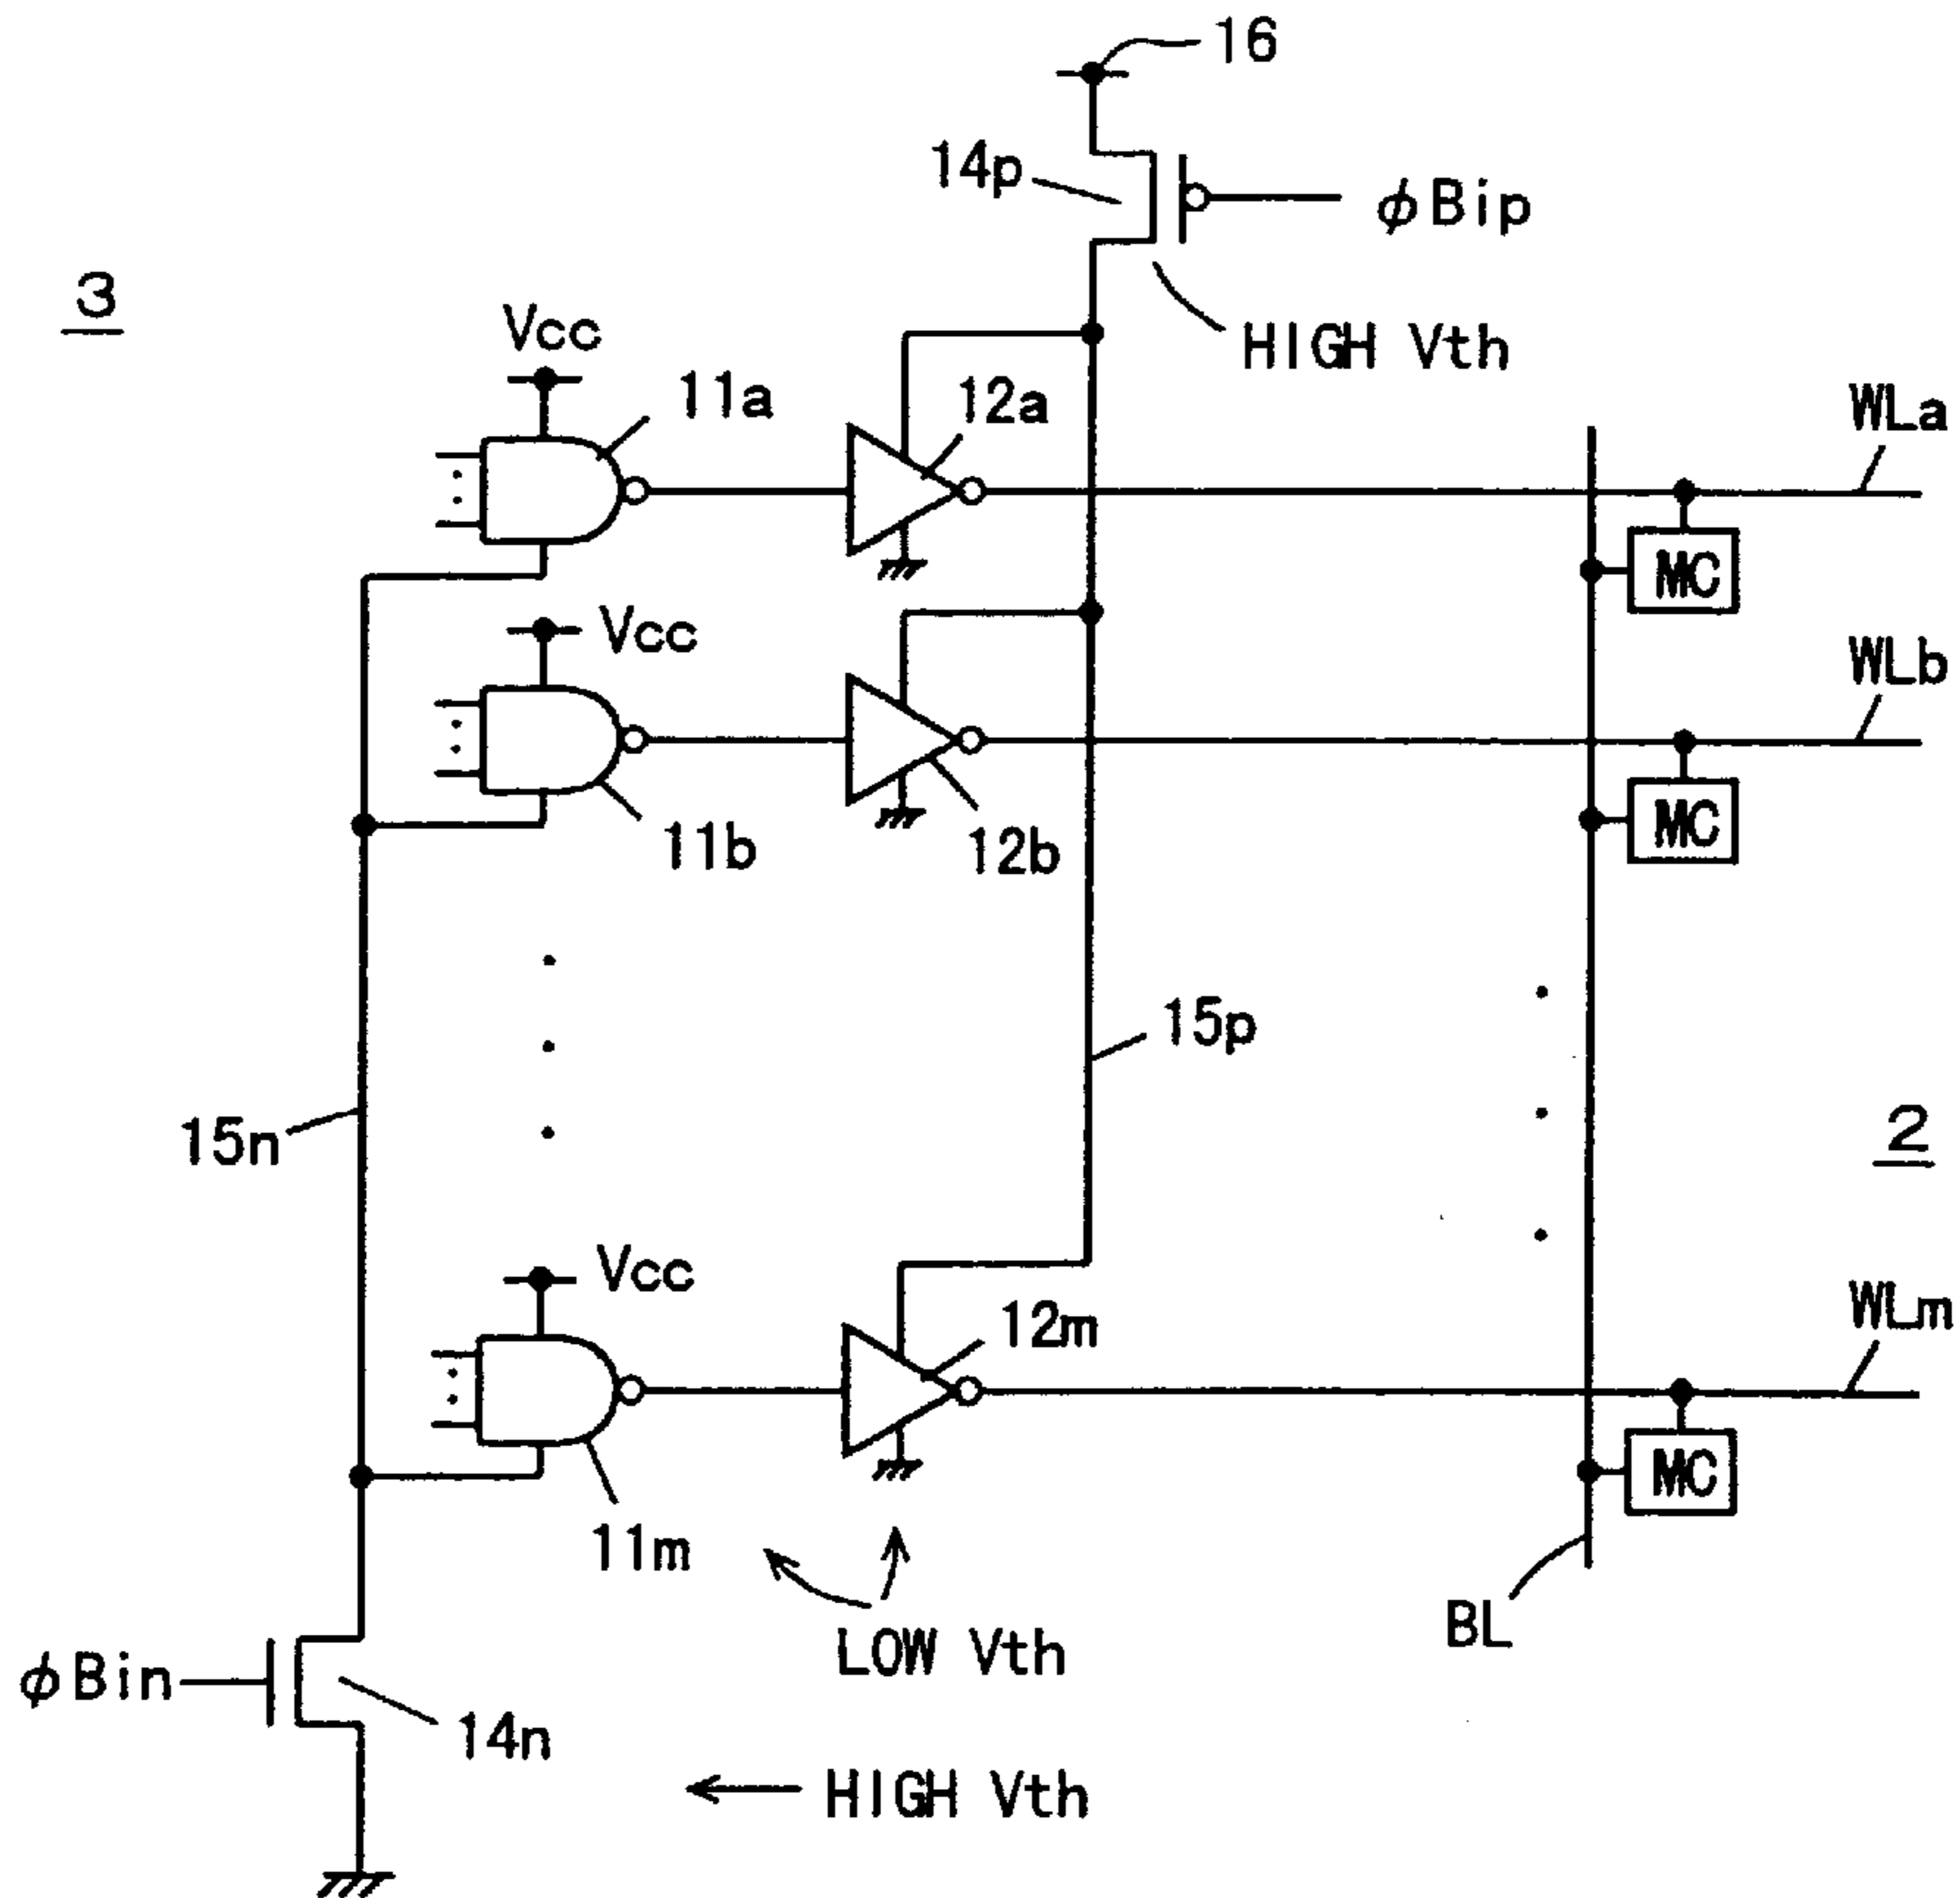 16
14p
φBip
3
HIGH Vth
Vcc
11a
12a
WLa
MC
Vcc
WLb
11b
12b
MC
15p
15n
2
Vcc
12m
WLm
MC
11m
LOW Vth
BL
φBin
14n
HIGH Vth